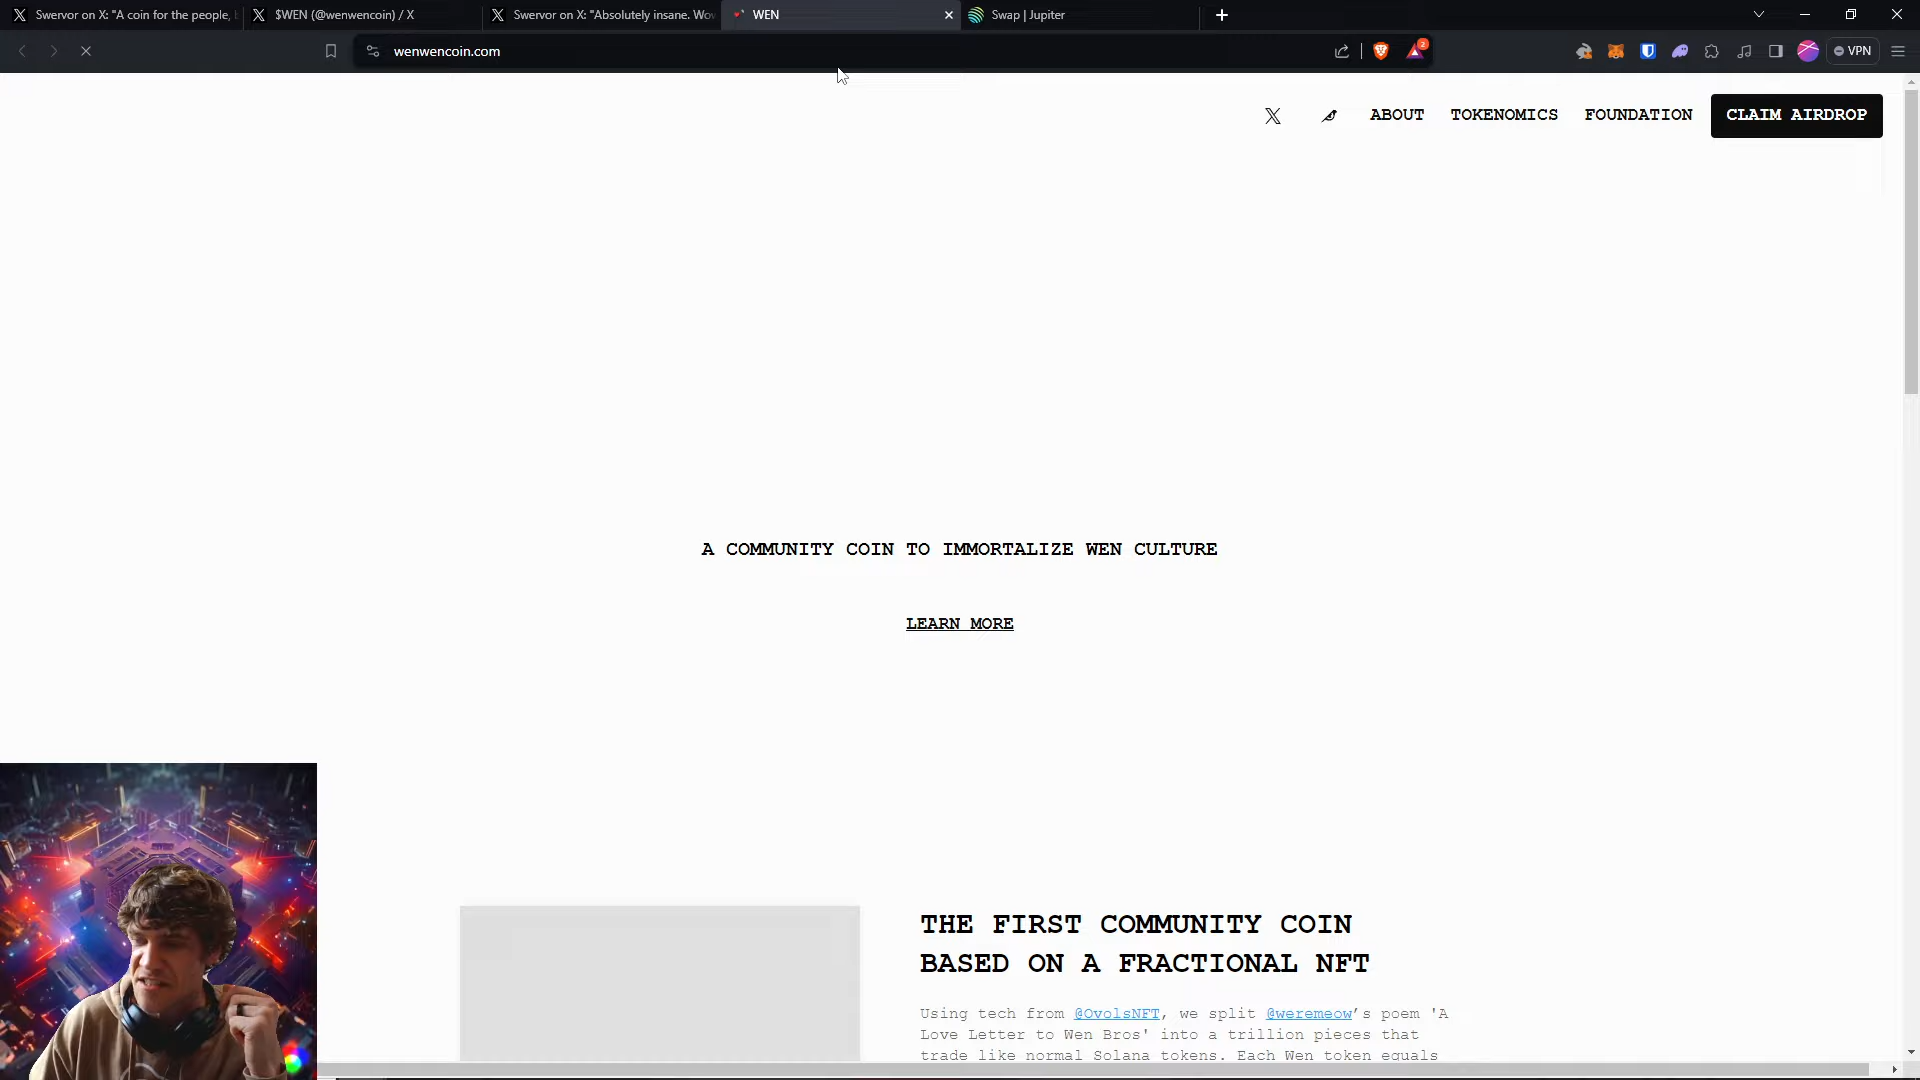 Swervor on X: "A coin for the people,
$WEN (@wenwencoin) / X
Swervor on X: "Absolutely insane. Wow
WEN
Swap | Jupiter
wenwencoin.com
2
VPN
ABOUT
TOKENOMICS
FOUNDATION
CLAIM AIRDROP
A COMMUNITY COIN TO IMMORTALIZE WEN CULTURE
LEARN MORE
THE FIRST COMMUNITY COIN
BASED ON A FRACTIONAL NFT
Using tech from @OvolsNFT, we split @weremeow's poem 'A
Love Letter to Wen Bros' into a trillion pieces that
trade like normal Solana tokens. Each Wen token equals